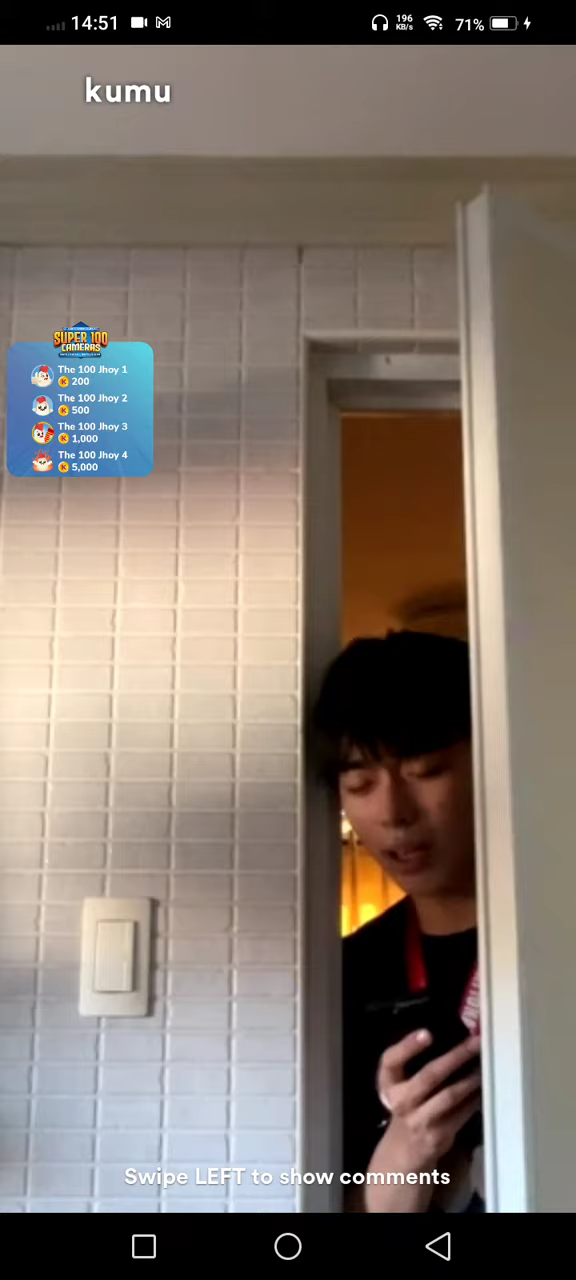 14:51
196
KB/s
71%
kumu
SUPER 100
CAMERAS
The 100 Jhoy 1
K 200
The 100 Jhoy 2
K 500
The 100 Jhoy 3
K 1,000
The 100 Jhoy 4
K 5,000
Swipe LEFT to show comments